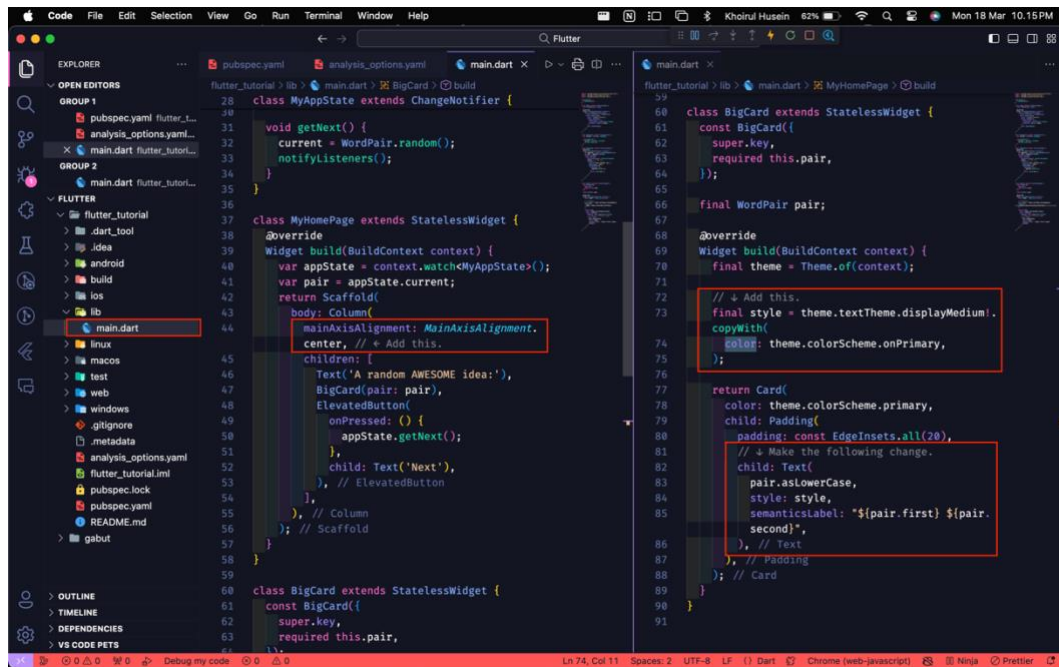 Code File Edit Selection View Go Run Terminal Window Help
Khoirul Husein 62% Mon 18 Mar 10.15 PM
Flutter
EXPLORER
OPEN EDITORS
GROUP 1
pubspec.yaml flutter_t...
analysis_options.yaml...
main.dart flutter_tutori...
GROUP 2
main.dart flutter_tutori...
FLUTTER
flutter_tutorial
.dart_tool
.idea
android
build
ios
lib
main.dart
linux
macos
test
web
windows
.gitignore
.metadata
analysis_options.yaml
flutter_tutorial.iml
pubspec.lock
pubspec.yaml
README.md
gabut
OUTLINE
TIMELINE
DEPENDENCIES
VS CODE PETS
pubspec.yaml analysis_options.yaml main.dart
flutter_tutorial > lib > main.dart > BigCard > build
28 class MyAppState extends ChangeNotifier {
30
31 void getNext() {
32 current = WordPair.random();
33 notifyListeners();
34 }
35 }
36
37 class MyHomePage extends StatelessWidget {
38 @override
39 Widget build(BuildContext context) {
40 var appState = context.watch<MyAppState>();
41 var pair = appState.current;
42 return Scaffold(
43 body: Column(
44 mainAxisAlignment: MainAxisAlignment.
center, // ← Add this.
45 children: [
46 Text('A random AWESOME idea:'),
47 BigCard(pair: pair),
48 ElevatedButton(
49 onPressed: () {
50 appState.getNext();
51 },
52 child: Text('Next'),
53 ), // ElevatedButton
54 ],
55 ), // Column
56 ); // Scaffold
57 }
58 }
59
60 class BigCard extends StatelessWidget {
61 const BigCard({
62 super.key,
63 required this.pair,
64 });
main.dart
flutter_tutorial > lib > main.dart > MyHomePage > build
59
60 class BigCard extends StatelessWidget {
61 const BigCard({
62 super.key,
63 required this.pair,
64 });
65
66 final WordPair pair;
67
68 @override
69 Widget build(BuildContext context) {
70 final theme = Theme.of(context);
71
72 // ↓ Add this.
73 final style = theme.textTheme.displayMedium!.
copyWith(
74 color: theme.colorScheme.onPrimary,
75 );
76
77 return Card(
78 color: theme.colorScheme.primary,
79 child: Padding(
80 padding: const EdgeInsets.all(20),
81 // ↓ Make the following change.
82 child: Text(
83 pair.asLowerCase,
84 style: style,
85 semanticsLabel: "${pair.first} ${pair.
second}",
86 ), // Text
87 ), // Padding
88 ); // Card
89 }
90 }
91
0 0 0 Debug my code 0 0 Ln 74, Col 11 Spaces: 2 UTF-8 LF {} Dart Chrome (web-javascript) Ninja Prettier